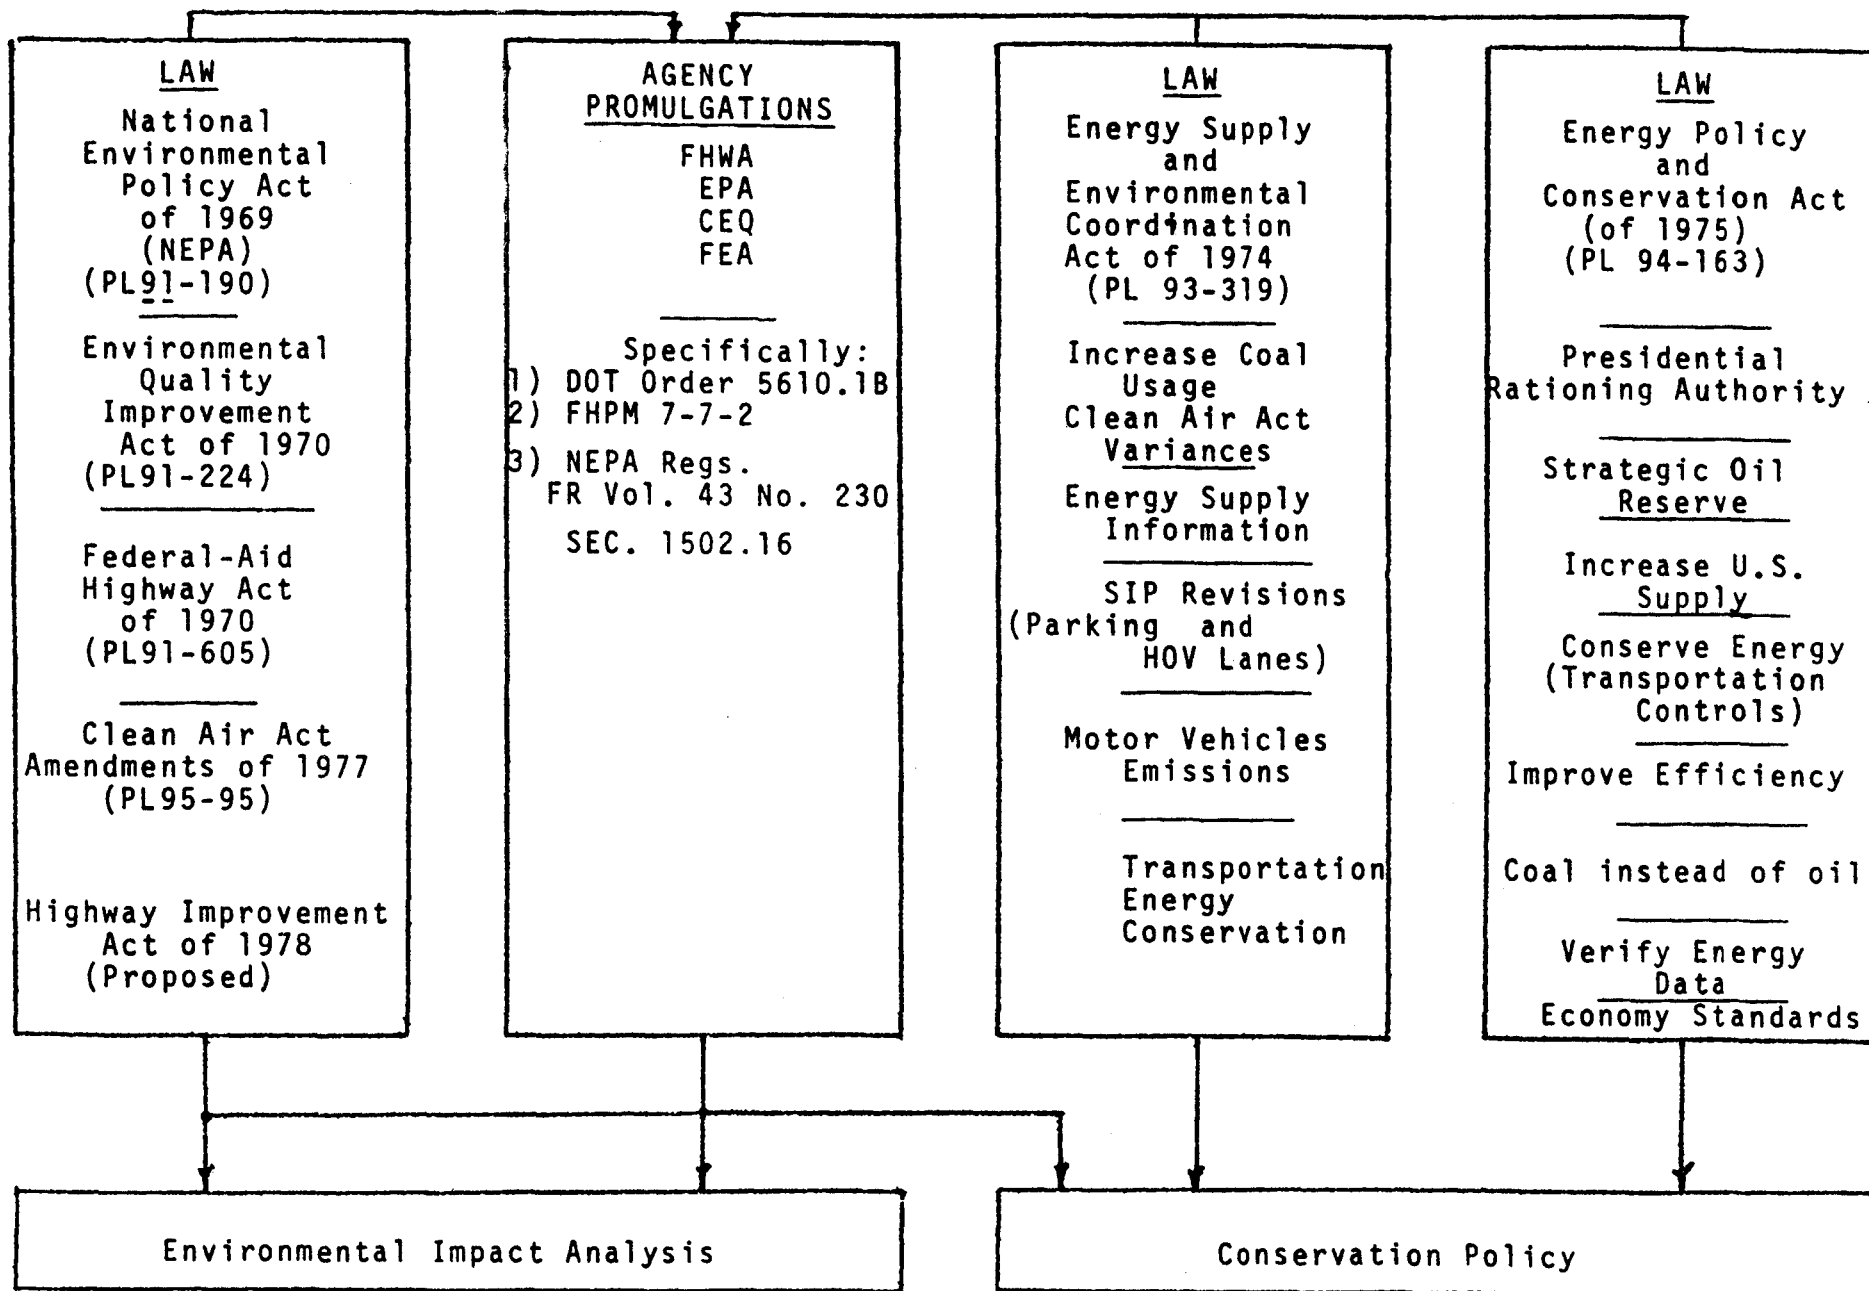 LAW
National
Environmental
Policy Act
of 1969
(NEPA)
(PL91-190)
Environmental
Quality
Improvement
Act of 1970
(PL91-224)
Federal-Aid
Highway Act
of 1970
(PL91-605)
Clean Air Act
Amendments of 1977
(PL95-95)
Highway Improvement
Act of 1978
(Proposed)
AGENCY
PROMULGATIONS
FHWA
EPA
CEQ
FEA
Specifically:
1) DOT Order 5610.1B
2) FHPM 7-7-2
3) NEPA Regs.
FR Vol. 43 No. 230
SEC. 1502.16
LAW
Energy Supply
and
Environmental
Coordination
Act of 1974
(PL 93-319)
Increase Coal
Usage
Clean Air Act
Variances
Energy Supply
Information
SIP Revisions
(Parking and
HOV Lanes)
Motor Vehicles
Emissions
Transportation
Energy
Conservation
LAW
Energy Policy
and
Conservation Act
(of 1975)
(PL 94-163)
Presidential
Rationing Authority
Strategic Oil
Reserve
Increase U.S.
Supply
Conserve Energy
(Transportation
Controls)
Improve Efficiency
Coal instead of oil
Verify Energy
Data
Economy Standards
Environmental Impact Analysis
Conservation Policy